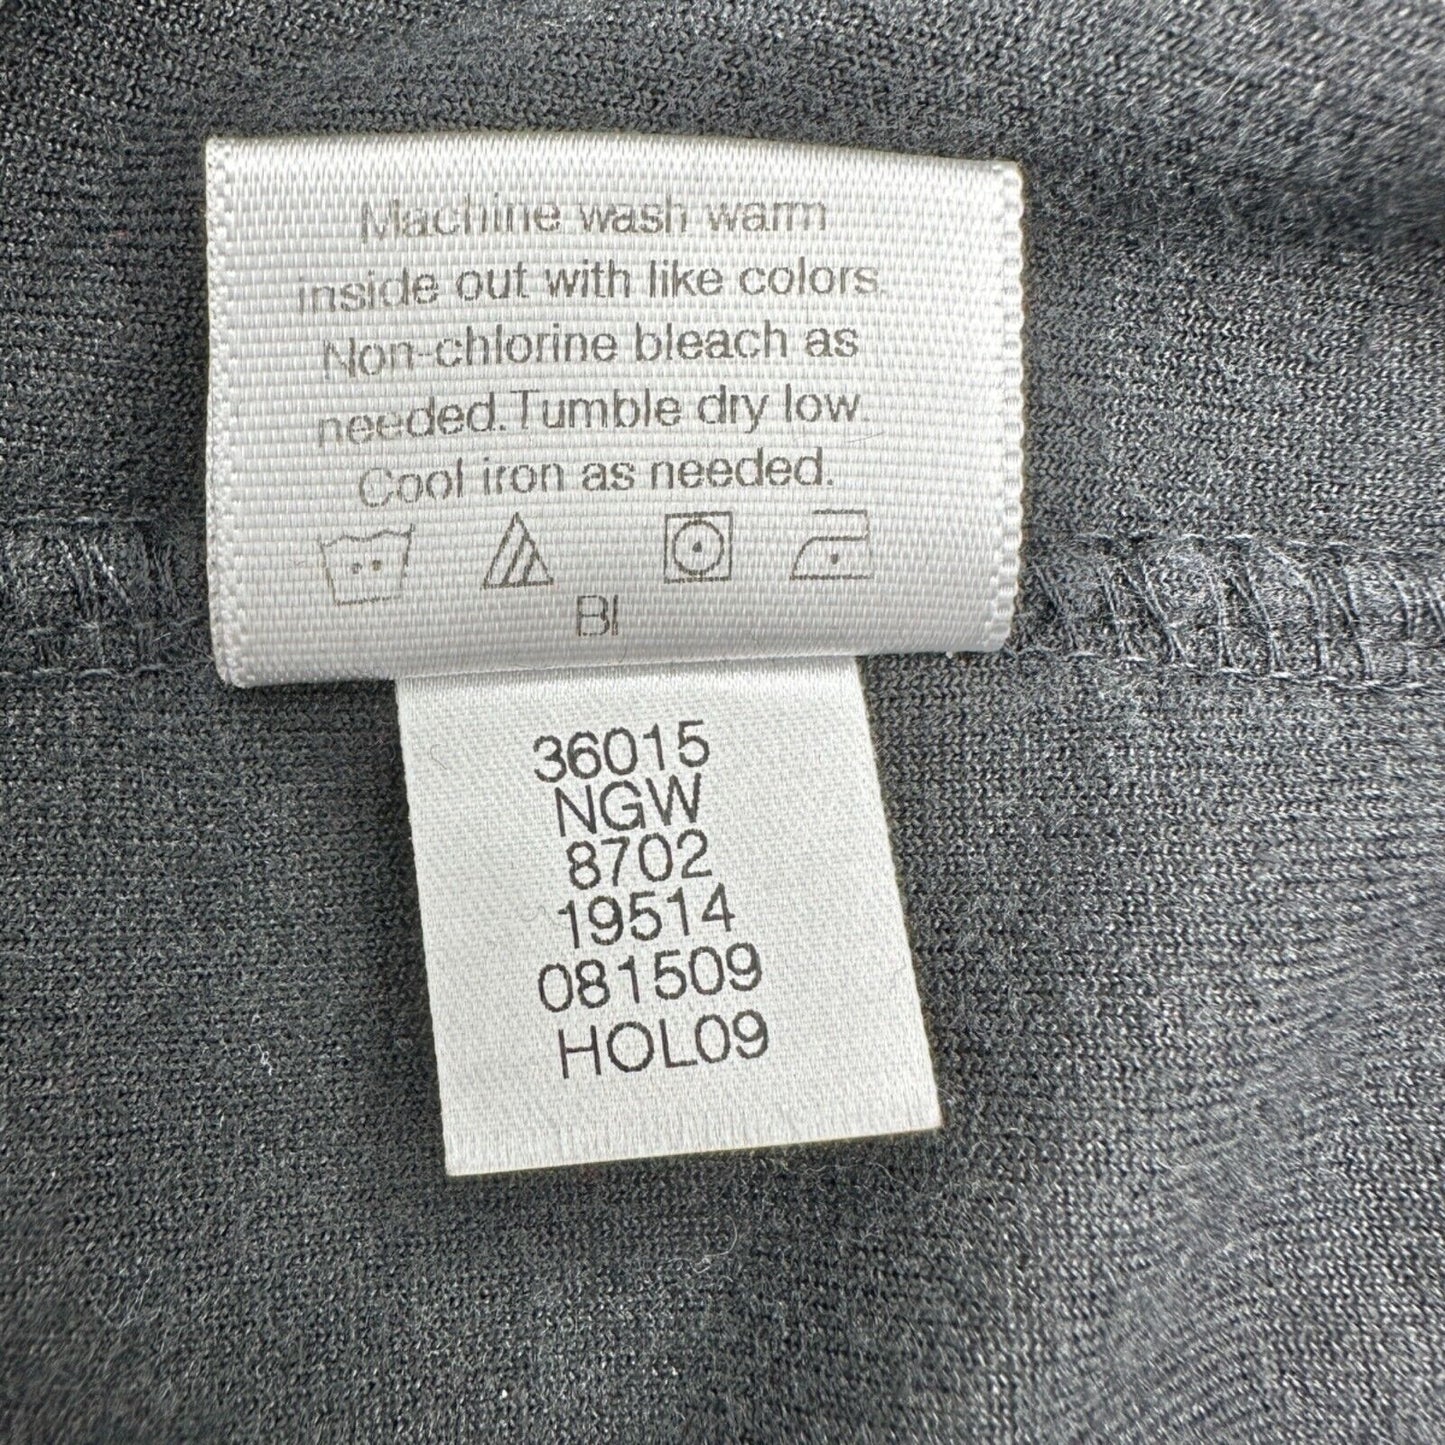 Machine wash warm
inside out with like colors.
Non-chlorine bleach as
needed. Tumble dry low.
Cool iron as needed.
BI
36015
NGW
8702
19514
081509
HOL09